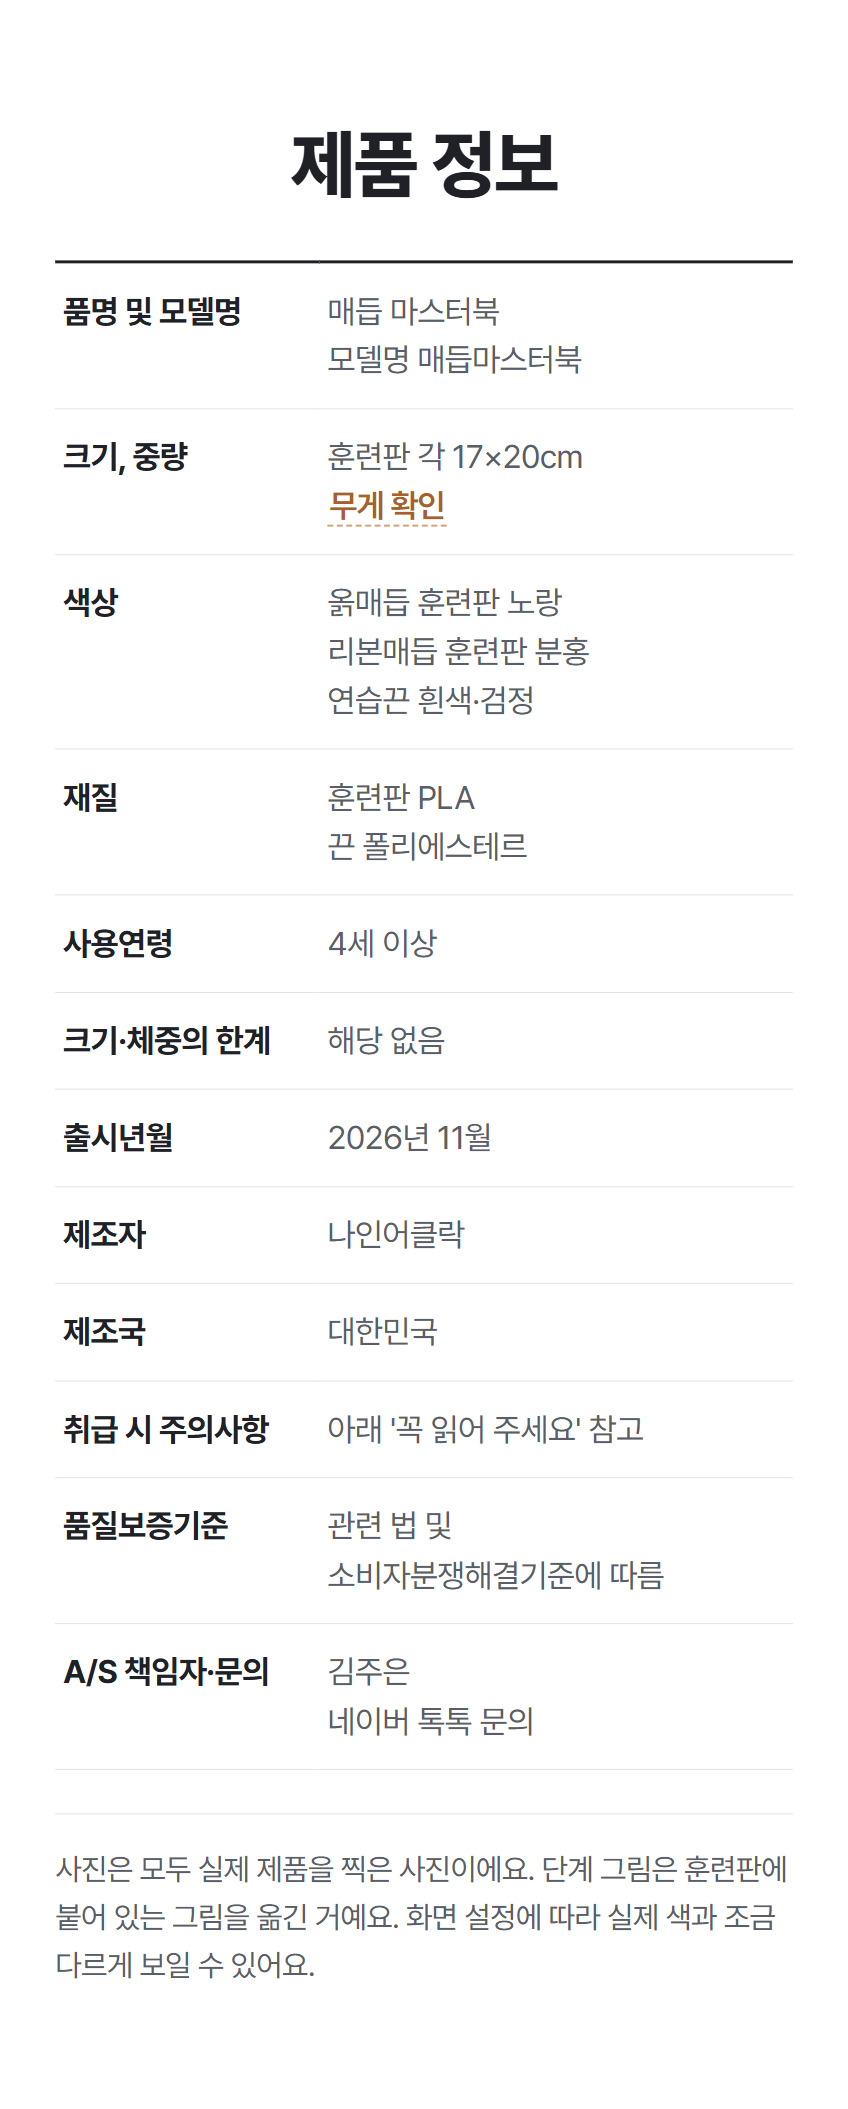 제품 정보
품명 및 모델명
매듭 마스터북
모델명 매듭마스터북
크기, 중량
훈련판 각 17×20cm
무게 확인
색상
옭매듭 훈련판 노랑
리본매듭 훈련판 분홍
연습끈 흰색·검정
재질
훈련판 PLA
끈 폴리에스테르
사용연령
4세 이상
크기·체중의 한계
해당 없음
출시년월
2026년 11월
제조자
나인어클락
제조국
대한민국
취급 시 주의사항
아래 '꼭 읽어 주세요' 참고
품질보증기준
관련 법 및
소비자분쟁해결기준에 따름
A/S 책임자·문의
김주은
네이버 톡톡 문의
사진은 모두 실제 제품을 찍은 사진이에요. 단계 그림은 훈련판에
붙어 있는 그림을 옮긴 거예요. 화면 설정에 따라 실제 색과 조금
다르게 보일 수 있어요.